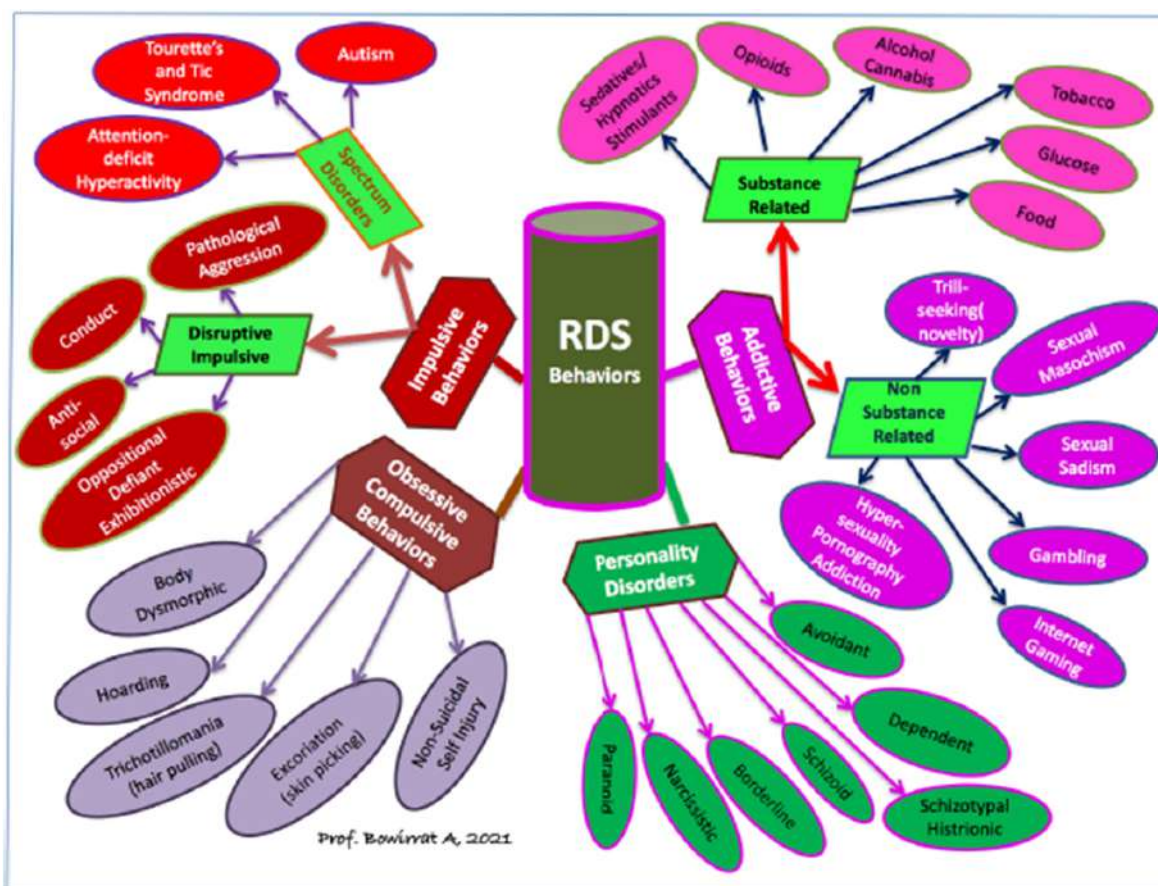 RDS
Behaviors
Impulsive
Behaviors
Spectrum
Disorders
Tourette's
and Tic
Syndrome
Autism
Attention-
deficit
Hyperactivity
Disruptive
Impulsive
Pathological
Aggression
Conduct
Anti-
social
Oppositional
Defiant
Exhibitionistic
Addictive
Behaviors
Substance
Related
Sedatives/
Hypnotics
Stimulants
Opioids
Alcohol
Cannabis
Tobacco
Glucose
Food
Non
Substance
Related
Trill-
seeking(
novelty)
Sexual
Masochism
Sexual
Sadism
Gambling
Internet
Gaming
Hyper-
sexuality
Pornography
Addiction
Obsessive
Compulsive
Behaviors
Body
Dysmorphic
Hoarding
Trichotillomania
(hair pulling)
Excoriation
(skin picking)
Non-Suicidal
Self Injury
Personality
Disorders
Avoidant
Dependent
Schizotypal
Histrionic
Schizoid
Borderline
Narcissistic
Paranoid
Prof. Bowirrat A, 2021